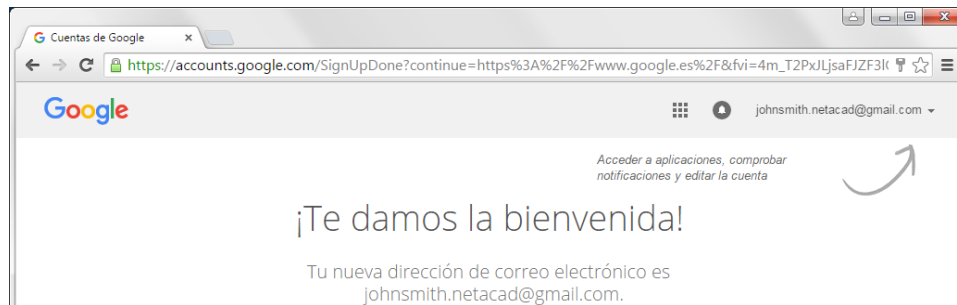 Cuentas de Google
https://accounts.google.com/SignUpDone?continue=https%3A%2F%2Fwww.google.es%2F&fvi=4m_T2PxJLjsaFJZF3l(
Google
johnsmith.netacad@gmail.com
Acceder a aplicaciones, comprobar
notificaciones y editar la cuenta
¡Te damos la bienvenida!
Tu nueva dirección de correo electrónico es
johnsmith.netacad@gmail.com.